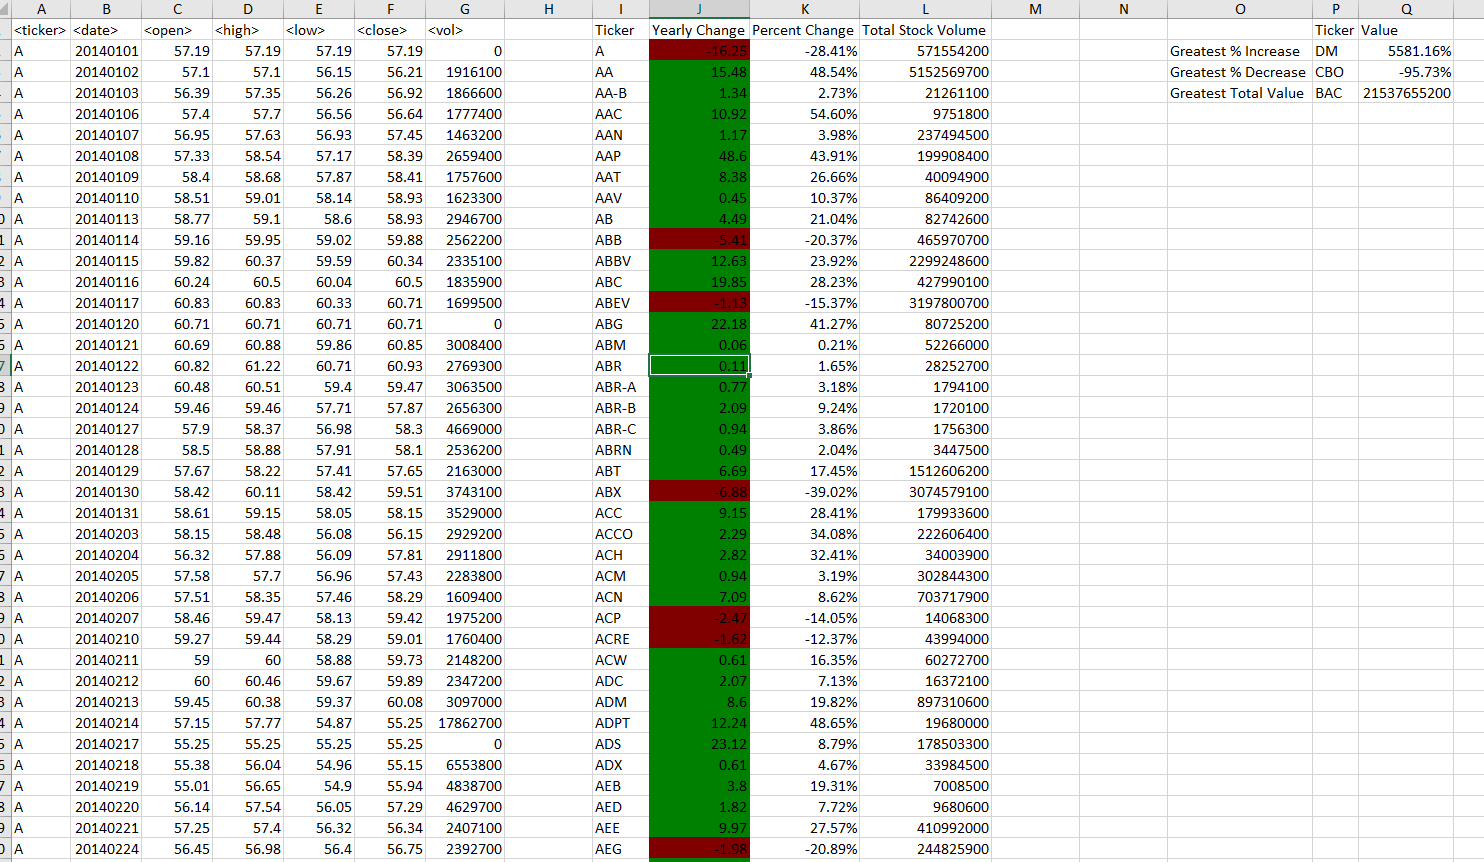 A B C D E F G H I J K L M N O P Q
<ticker> <date> <open> <high> <low> <close> <vol> Ticker Yearly Change Percent Change Total Stock Volume Ticker Value
A 20140101 57.19 57.19 57.19 57.19 0 A -16.25 -28.41% 571554200 Greatest % Increase DM 5581.16%
A 20140102 57.1 57.1 56.15 56.21 1916100 AA 15.48 48.54% 5152569700 Greatest % Decrease CBO -95.73%
A 20140103 56.39 57.35 56.26 56.92 1866600 AA-B 1.34 2.73% 21261100 Greatest Total Value BAC 21537655200
A 20140106 57.4 57.7 56.56 56.64 1777400 AAC 10.92 54.60% 9751800
A 20140107 56.95 57.63 56.93 57.45 1463200 AAN 1.17 3.98% 237494500
A 20140108 57.33 58.54 57.17 58.39 2659400 AAP 48.6 43.91% 199908400
A 20140109 58.4 58.68 57.87 58.41 1757600 AAT 8.38 26.66% 40094900
A 20140110 58.51 59.01 58.14 58.93 1623300 AAV 0.45 10.37% 86409200
A 20140113 58.77 59.1 58.6 58.93 2946700 AB 4.49 21.04% 82742600
A 20140114 59.16 59.95 59.02 59.88 2562200 ABB -5.41 -20.37% 465970700
A 20140115 59.82 60.37 59.59 60.34 2335100 ABBV 12.63 23.92% 2299248600
A 20140116 60.24 60.5 60.04 60.5 1835900 ABC 19.85 28.23% 427990100
A 20140117 60.83 60.83 60.33 60.71 1699500 ABEV -1.13 -15.37% 3197800700
A 20140120 60.71 60.71 60.71 60.71 0 ABG 22.18 41.27% 80725200
A 20140121 60.69 60.88 59.86 60.85 3008400 ABM 0.06 0.21% 52266000
A 20140122 60.82 61.22 60.71 60.93 2769300 ABR 0.11 1.65% 28252700
A 20140123 60.48 60.51 59.4 59.47 3063500 ABR-A 0.77 3.18% 1794100
A 20140124 59.46 59.46 57.71 57.87 2656300 ABR-B 2.09 9.24% 1720100
A 20140127 57.9 58.37 56.98 58.3 4669000 ABR-C 0.94 3.86% 1756300
A 20140128 58.5 58.88 57.91 58.1 2536200 ABRN 0.49 2.04% 3447500
A 20140129 57.67 58.22 57.41 57.65 2163000 ABT 6.69 17.45% 1512606200
A 20140130 58.42 60.11 58.42 59.51 3743100 ABX -6.88 -39.02% 3074579100
A 20140131 58.61 59.15 58.05 58.15 3529000 ACC 9.15 28.41% 179933600
A 20140203 58.15 58.48 56.08 56.15 2929200 ACCO 2.29 34.08% 222606400
A 20140204 56.32 57.88 56.09 57.81 2911800 ACH 2.82 32.41% 34003900
A 20140205 57.58 57.7 56.96 57.43 2283800 ACM 0.94 3.19% 302844300
A 20140206 57.51 58.35 57.46 58.29 1609400 ACN 7.09 8.62% 703717900
A 20140207 58.46 59.47 58.13 59.42 1975200 ACP -2.47 -14.05% 14068300
A 20140210 59.27 59.44 58.29 59.01 1760400 ACRE -1.62 -12.37% 43994000
A 20140211 59 60 58.88 59.73 2148200 ACW 0.61 16.35% 60272700
A 20140212 60 60.46 59.67 59.89 2347200 ADC 2.07 7.13% 16372100
A 20140213 59.45 60.38 59.37 60.08 3097000 ADM 8.6 19.82% 897310600
A 20140214 57.15 57.77 54.87 55.25 17862700 ADPT 12.24 48.65% 19680000
A 20140217 55.25 55.25 55.25 55.25 0 ADS 23.12 8.79% 178503300
A 20140218 55.38 56.04 54.96 55.15 6553800 ADX 0.61 4.67% 33984500
A 20140219 55.01 56.65 54.9 55.94 4838700 AEB 3.8 19.31% 7008500
A 20140220 56.14 57.54 56.05 57.29 4629700 AED 1.82 7.72% 9680600
A 20140221 57.25 57.4 56.32 56.34 2407100 AEE 9.97 27.57% 410992000
A 20140224 56.45 56.98 56.4 56.75 2392700 AEG -1.98 -20.89% 244825900